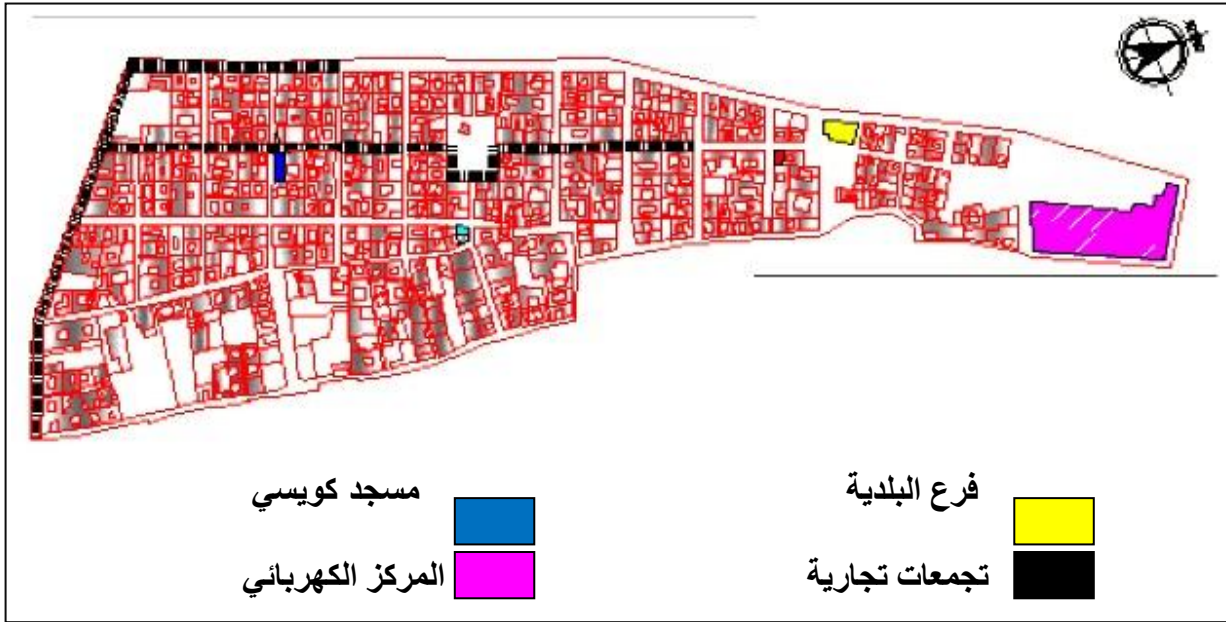 فرع البلدية
مسجد كويسي
تجمعات تجارية
المركز الكهربائي